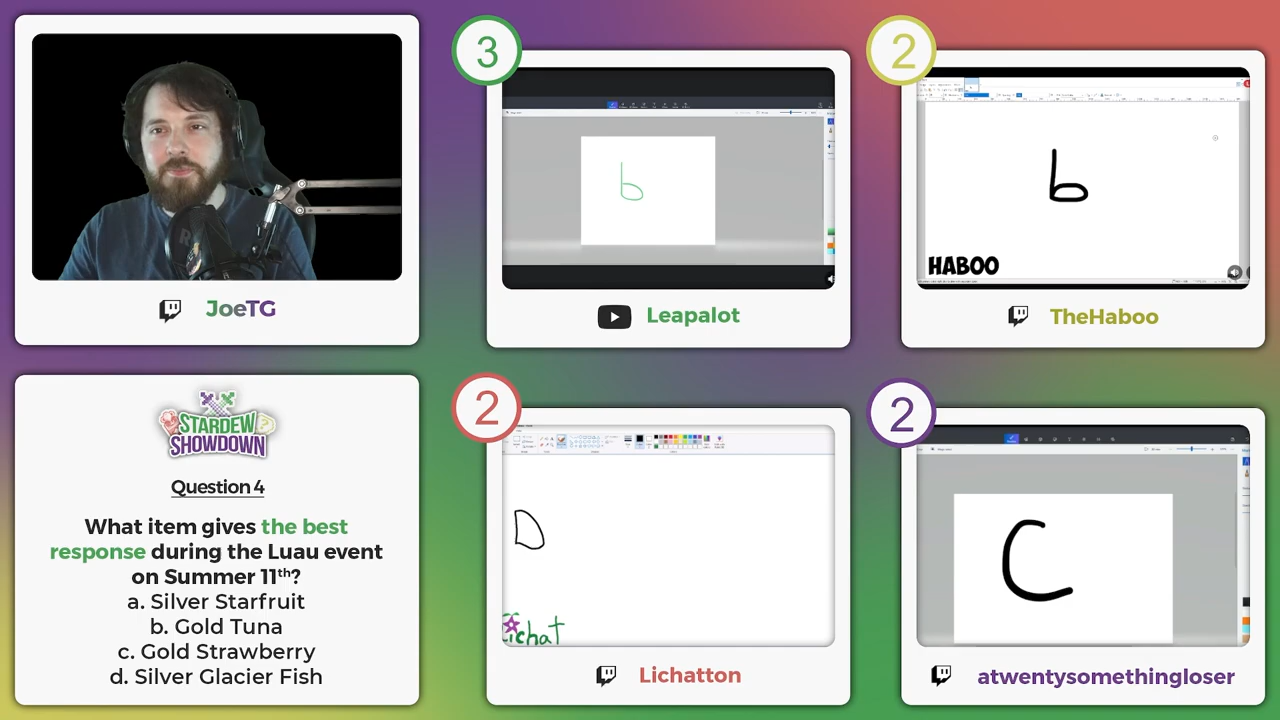 JoeTG
3
b
Leapalot
2
b
HABOO
TheHaboo
STARDEW
SHOWDOWN
Question 4
What item gives the best
response during the Luau event
on Summer 11th?
a. Silver Starfruit
b. Gold Tuna
c. Gold Strawberry
d. Silver Glacier Fish
2
D
Lichat
Lichatton
2
C
atwentysomethingloser